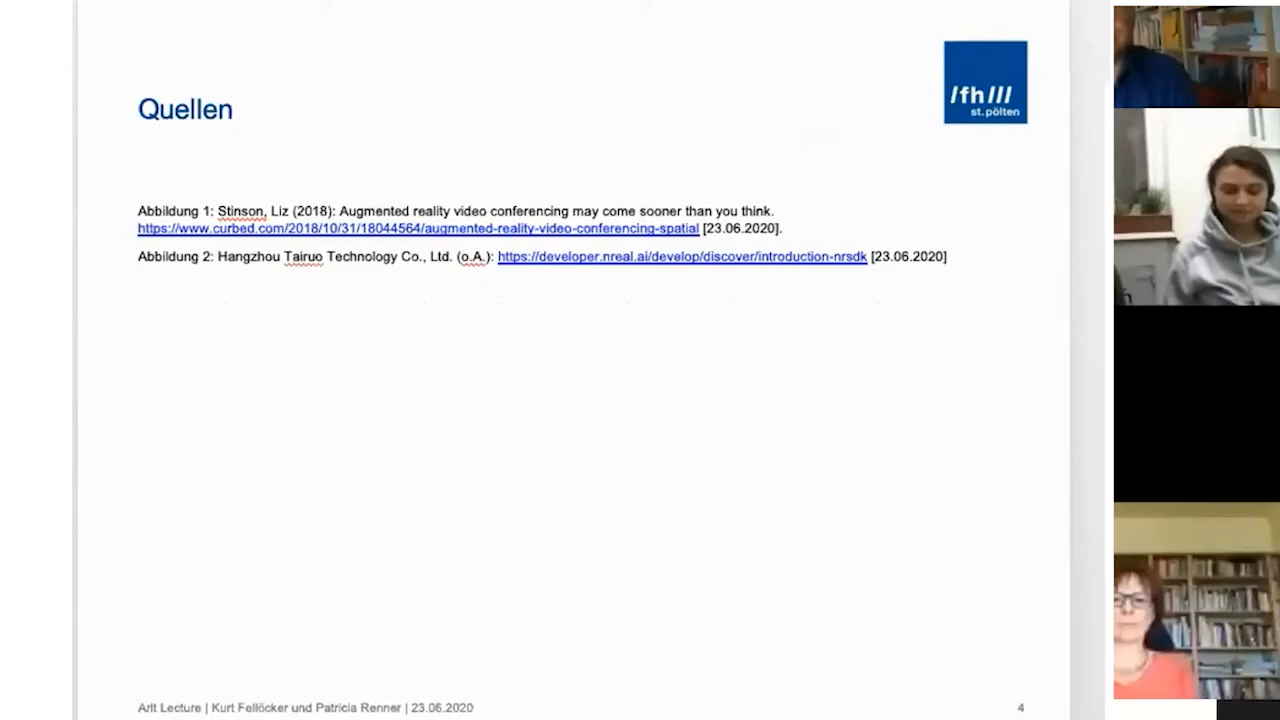 /fh///
st.pölten
Quellen
Abbildung 1: Stinson, Liz (2018): Augmented reality video conferencing may come sooner than you think.
https://www.curbed.com/2018/10/31/18044564/augmented-reality-video-conferencing-spatial [23.06.2020].
Abbildung 2: Hangzhou Tairuo Technology Co., Ltd. (o.A.): https://developer.nreal.ai/develop/discover/introduction-nrsdk [23.06.2020]
Arlt Lecture | Kurt Fellöcker und Patricia Renner | 23.06.2020
4